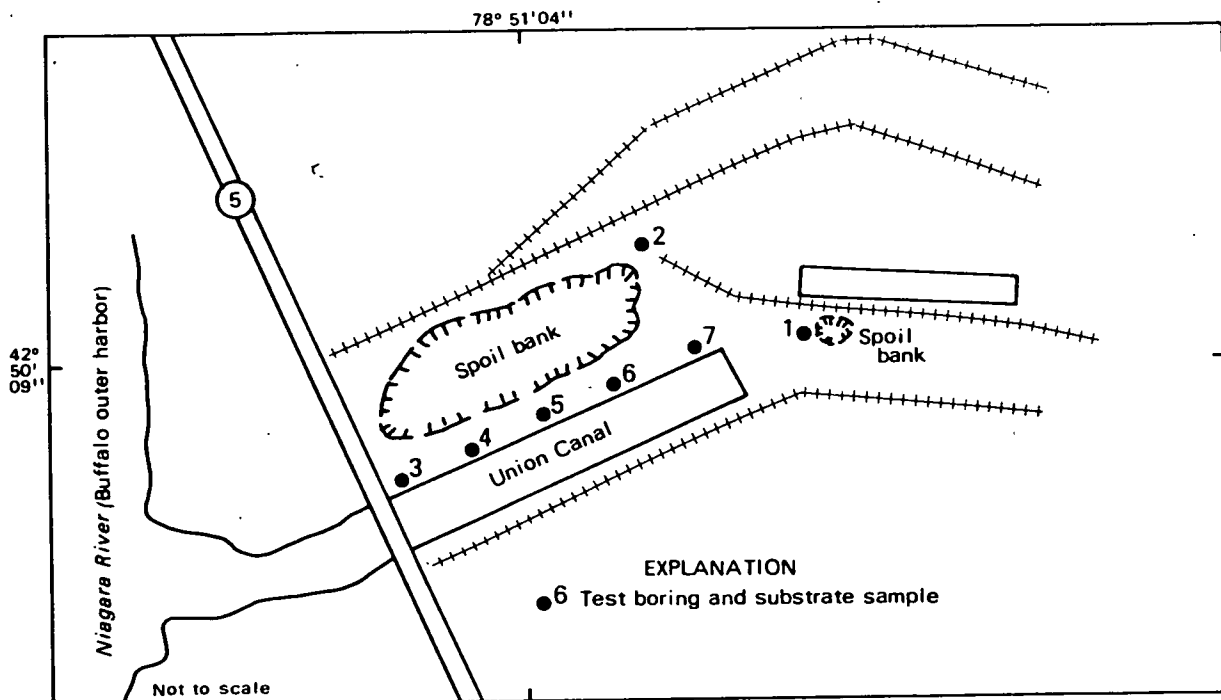 78° 51′04′′
5
2
Spoil bank
1
Spoil
bank
7
42°
50′
09′′
6
5
4
3
Union Canal
Niagara River (Buffalo outer harbor)
EXPLANATION
6 Test boring and substrate sample
Not to scale